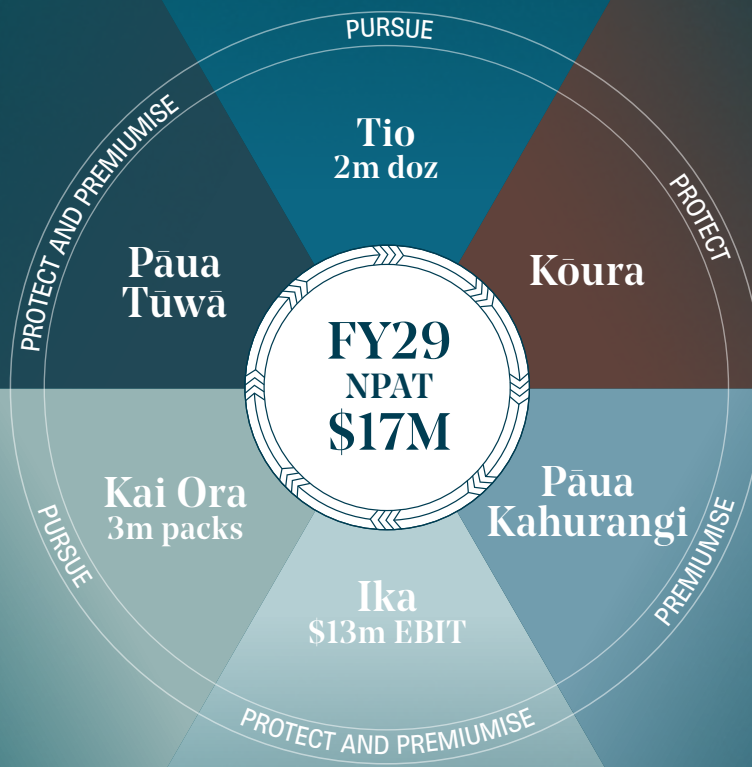 PURSUE
Tio
2m doz
PROTECT
Kōura
PREMIUMISE
Pāua
Kahurangi
PROTECT AND PREMIUMISE
Ika
$13m EBIT
PURSUE
Kai Ora
3m packs
PROTECT AND PREMIUMISE
Pāua
Tūwā
FY29
NPAT
$17M